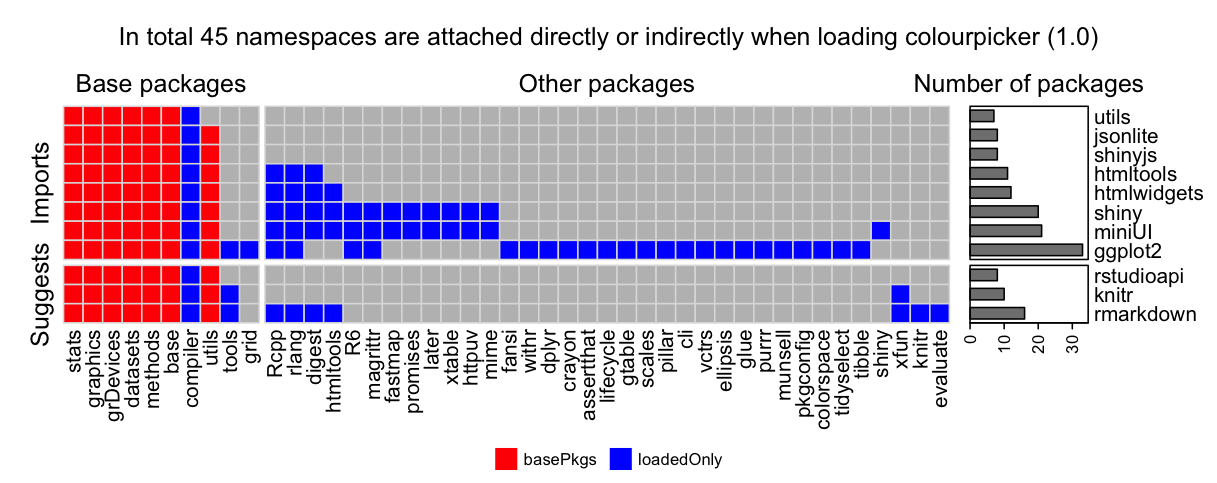 In total 45 namespaces are attached directly or indirectly when loading colourpicker (1.0)
Base packages
Other packages
Number of packages
Imports
Suggests
utils
jsonlite
shinyjs
htmltools
htmlwidgets
shiny
miniUI
ggplot2
rstudioapi
knitr
rmarkdown
0
10
20
30
stats
graphics
grDevices
datasets
methods
base
compiler
utils
tools
grid
Rcpp
rlang
digest
htmltools
R6
magrittr
fastmap
promises
later
xtable
httpuv
mime
fansi
withr
dplyr
crayon
assertthat
lifecycle
gtable
scales
pillar
cli
vctrs
ellipsis
glue
purrr
munsell
pkgconfig
colorspace
tidyselect
tibble
shiny
xfun
knitr
evaluate
basePkgs
loadedOnly